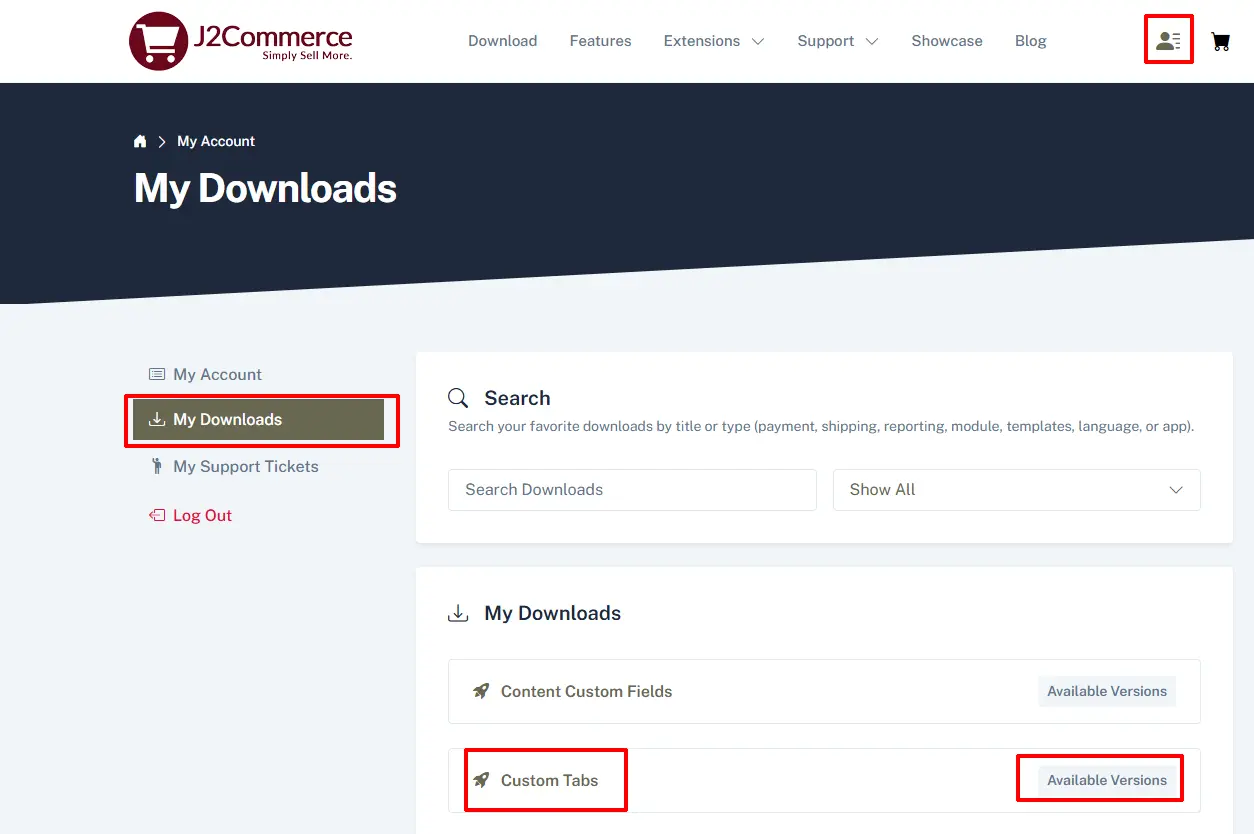 J2Commerce
Simply Sell More.
Download Features Extensions Support Showcase Blog
My Account
My Downloads
My Account
My Downloads
My Support Tickets
Log Out
Search
Search your favorite downloads by title or type (payment, shipping, reporting, module, templates, language, or app).
Search Downloads Show All
My Downloads
Content Custom Fields Available Versions
Custom Tabs Available Versions